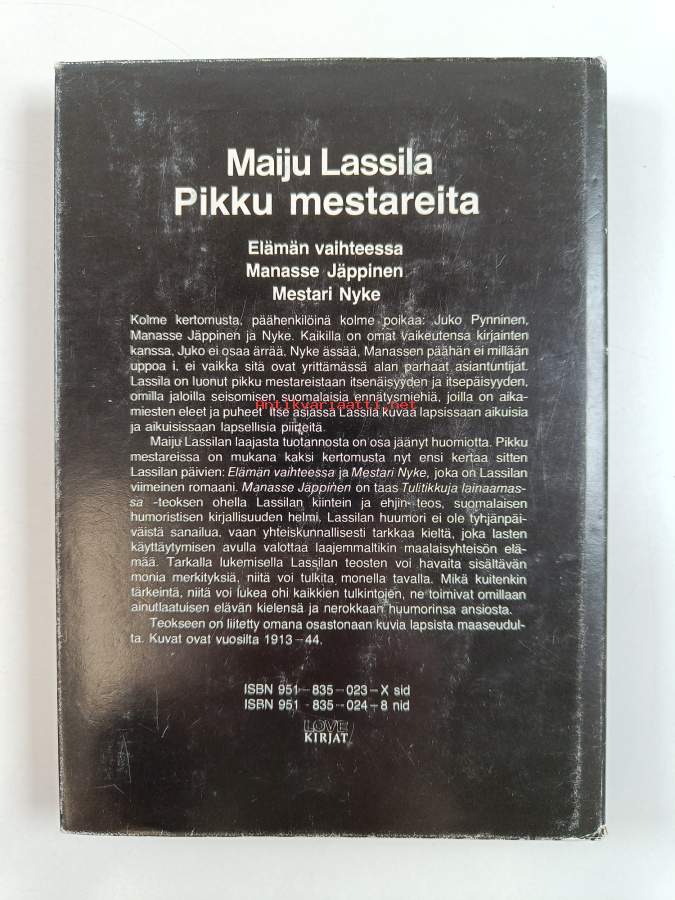 Maiju Lassila
Pikku mestareita
Elämän vaihteessa
Manasse Jäppinen
Mestari Nyke
Kolme kertomusta, päähenkilöinä kolme poikaa: Juko Pynninen,
Manasse Jäppinen ja Nyke. Kaikilla on omat vaikeutensa kirjainten
kanssa, Juko ei osaa ärrää, Nyke ässää, Manassen päähän ei millään
uppoa i, ei vaikka sitä ovat yrittämässä alan parhaat asiantuntijat.
Lassila on luonut pikku mestareistaan itsenäisyyden ja itsepäisyyden,
omilla jaloilla seisomisen suomalaisia ennätysmiehiä, joilla on aika-
miesten eleet ja puheet. Itse asiassa Lassila kuvaa lapsissaan aikuisia
ja aikuisissaan lapsellisia piirteitä.
Antikvariaatti.net
Maiju Lassilan laajasta tuotannosta on osa jäänyt huomiotta. Pikku
mestareissa on mukana kaksi kertomusta nyt ensi kertaa sitten
Lassilan päivien: Elämän vaihteessa ja Mestari Nyke, joka on Lassilan
viimeinen romaani. Manasse Jäppinen on taas Tulitikkuja lainaamas-
sa -teoksen ohella Lassilan kiintein ja ehjin teos, suomalaisen
humoristisen kirjallisuuden helmi. Lassilan huumori ei ole tyhjänpäi-
väistä sanailua, vaan yhteiskunnallisesti tarkkaa kieltä, joka lasten
käyttäytymisen avulla valottaa laajemmaltikin maalaisyhteisön elä-
mää. Tarkalla lukemisella Lassilan teosten voi havaita sisältävän
monia merkityksiä, niitä voi tulkita monella tavalla. Mikä kuitenkin
tärkeintä, niitä voi lukea ohi kaikkien tulkintojen, ne toimivat omillaan
ainutlaatuisen elävän kielensä ja nerokkaan huumorinsa ansiosta.
Teokseen on liitetty omana osastonaan kuvia lapsista maaseudul-
ta. Kuvat ovat vuosilta 1913–44.
ISBN 951-835-023-X sid
ISBN 951 835-024-8 nid
LOVE
KIRJAT